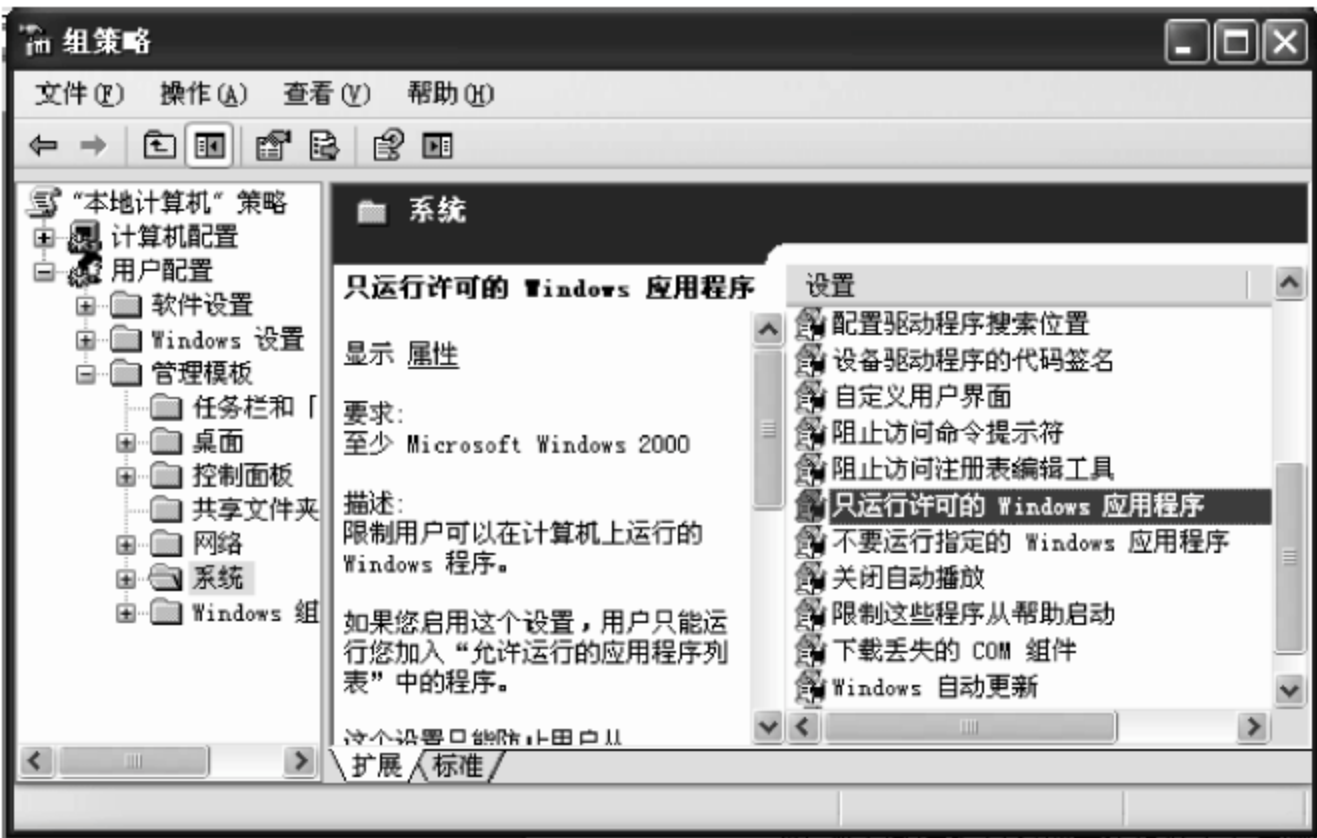 组策略
文件(F) 操作(A) 查看(V) 帮助(H)
“本地计算机”策略
计算机配置
用户配置
软件设置
Windows 设置
管理模板
任务栏和「
桌面
控制面板
共享文件夹
网络
系统
Windows 组
系统
只运行许可的 Windows 应用程序
显示 属性
要求:
至少 Microsoft Windows 2000
描述:
限制用户可以在计算机上运行的
Windows 程序。
如果您启用这个设置，用户只能运
行您加入“允许运行的应用程序列
表”中的程序。
这个设置只能防止用户从
设置
配置驱动程序搜索位置
设备驱动程序的代码签名
自定义用户界面
阻止访问命令提示符
阻止访问注册表编辑工具
只运行许可的 Windows 应用程序
不要运行指定的 Windows 应用程序
关闭自动播放
限制这些程序从帮助启动
下载丢失的 COM 组件
Windows 自动更新
扩展 标准